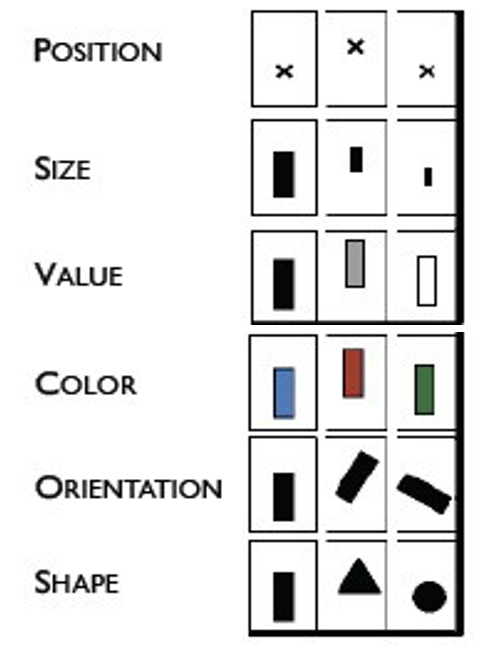 POSITION
SIZE
VALUE
COLOR
ORIENTATION
SHAPE